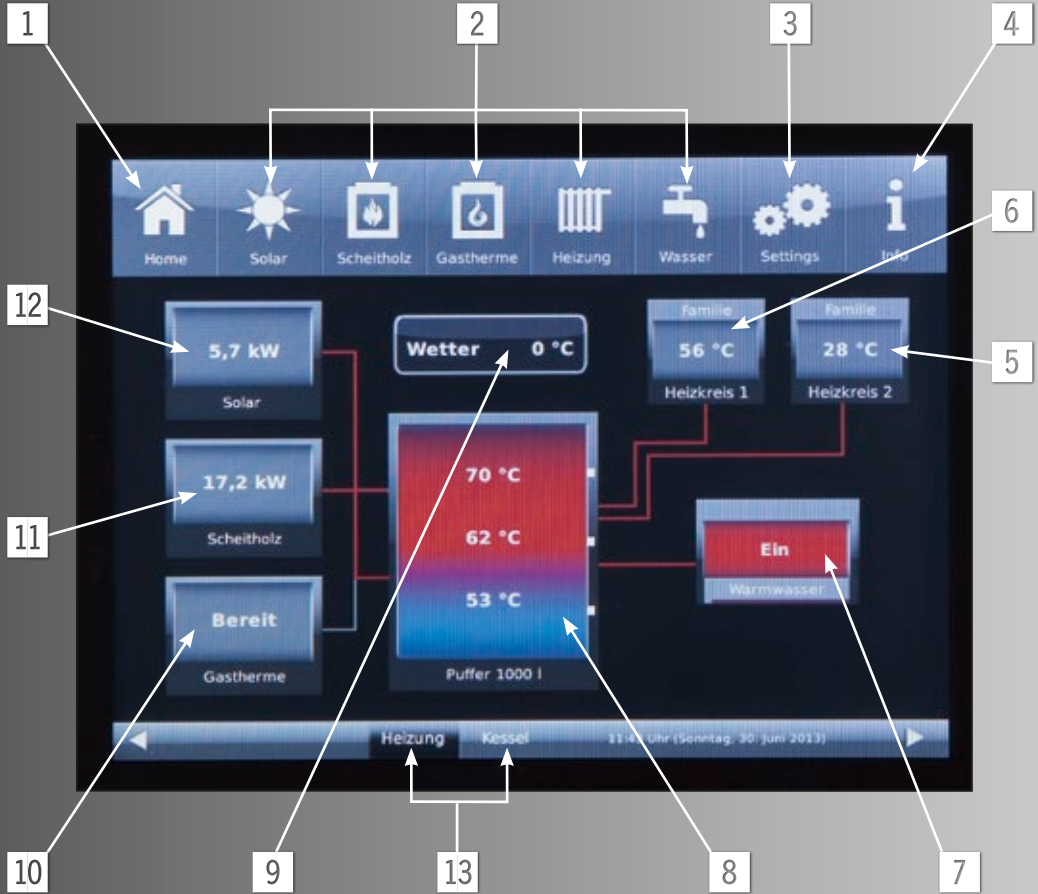 1 2 3 4
Home Solar Scheitholz Gastherme Heizung Wasser Settings Info
6
12
5,7 kW
Solar
Wetter 0 °C
Familie
56 °C
Heizkreis 1
Familie
28 °C
Heizkreis 2
5
17,2 kW
Scheitholz
11
70 °C
62 °C
53 °C
Puffer 1000 l
Ein
Warmwasser
Bereit
Gastherme
Heizung Kessel Uhr (Sonntag, 30. Juni 2013)
10 9 13 8 7